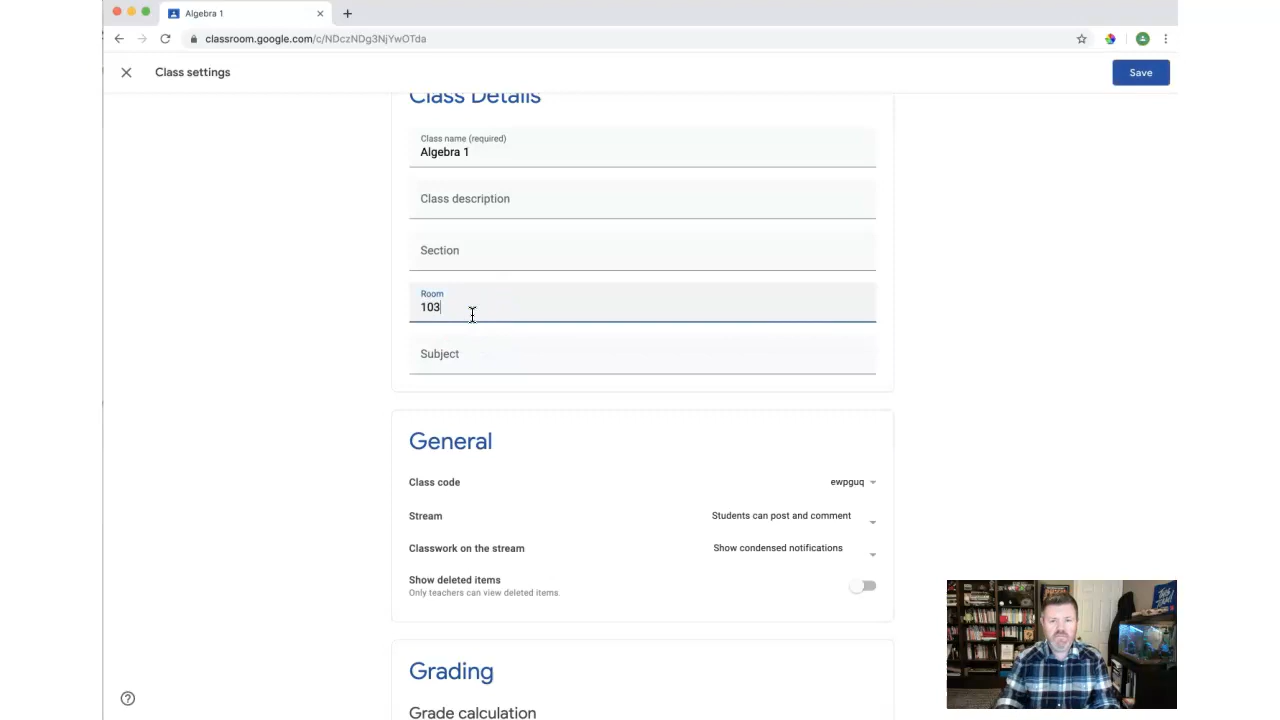 Algebra 1
classroom.google.com/c/NDczNDg3NjYwOTda
Class settings
Save
Class Details
Class name (required)
Algebra 1
Class description
Section
Room
103
Subject
General
Class code
ewpguq
Stream
Students can post and comment
Classwork on the stream
Show condensed notifications
Show deleted items
Only teachers can view deleted items.
Grading
Grade calculation